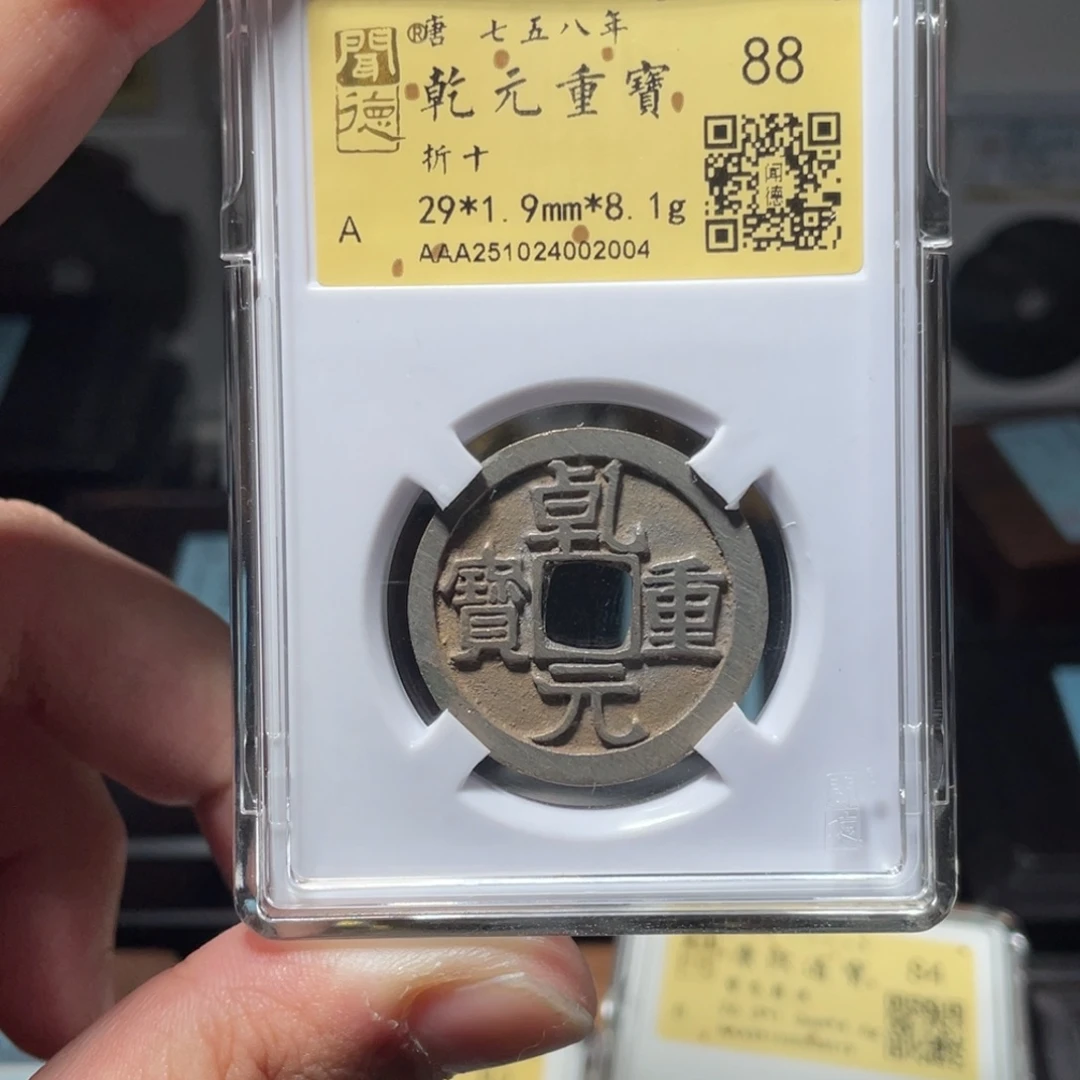 聞德®
唐 七五八年
乾元重寶
88
折十
29*1.9mm*8.1g
A
AAA251024002004
闻德
乾元重寶
84